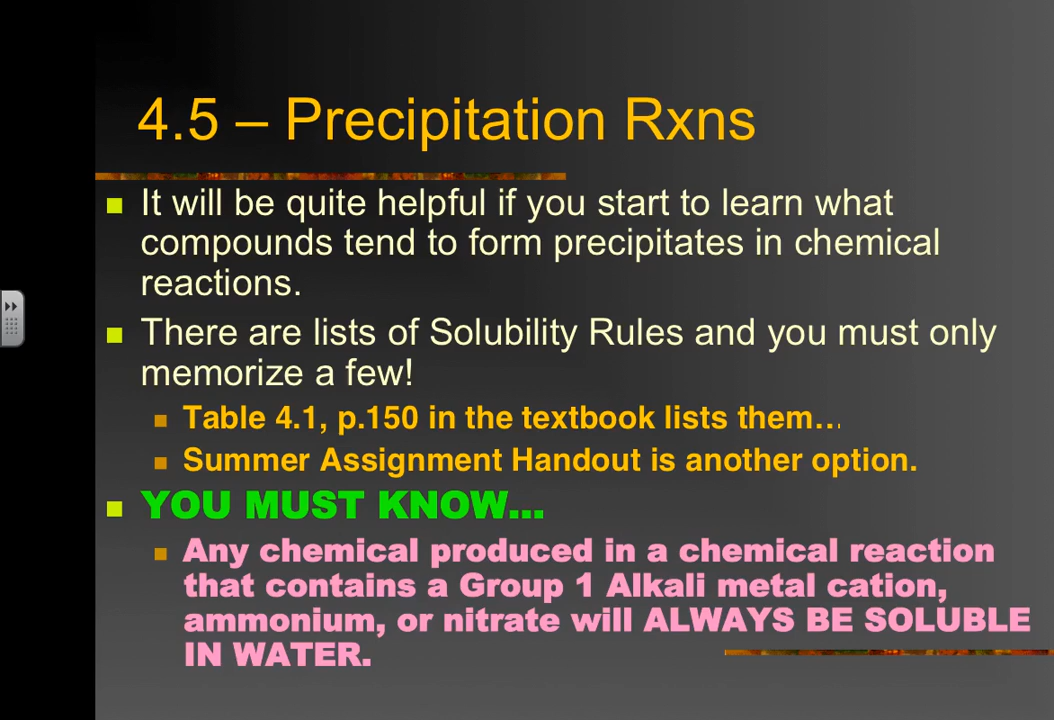 4.5 – Precipitation Rxns
It will be quite helpful if you start to learn what
compounds tend to form precipitates in chemical
reactions.
There are lists of Solubility Rules and you must only
memorize a few!
Table 4.1, p.150 in the textbook lists them…
Summer Assignment Handout is another option.
YOU MUST KNOW…
Any chemical produced in a chemical reaction
that contains a Group 1 Alkali metal cation,
ammonium, or nitrate will ALWAYS BE SOLUBLE
IN WATER.